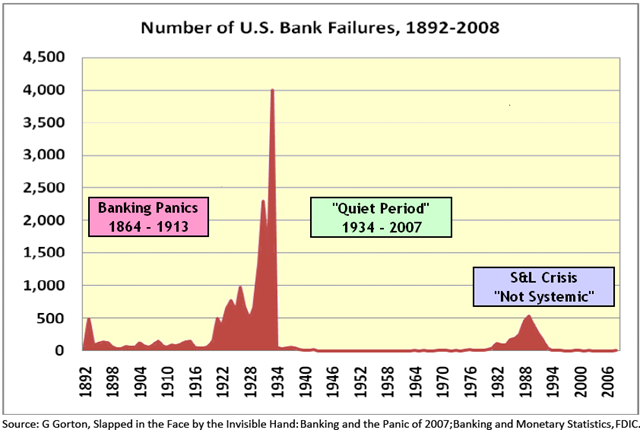 Number of U.S. Bank Failures, 1892-2008
4,500
4,000
3,500
3,000
2,500
2,000
1,500
1,000
500
0
Banking Panics
1864 - 1913
"Quiet Period"
1934 - 2007
S&L Crisis
"Not Systemic"
1892 1898 1904 1910 1916 1922 1928 1934 1940 1946 1952 1958 1964 1970 1976 1982 1988 1994 2000 2006
Source: G Gorton, Slapped in the Face by the Invisible Hand: Banking and the Panic of 2007;Banking and Monetary Statistics, FDIC.